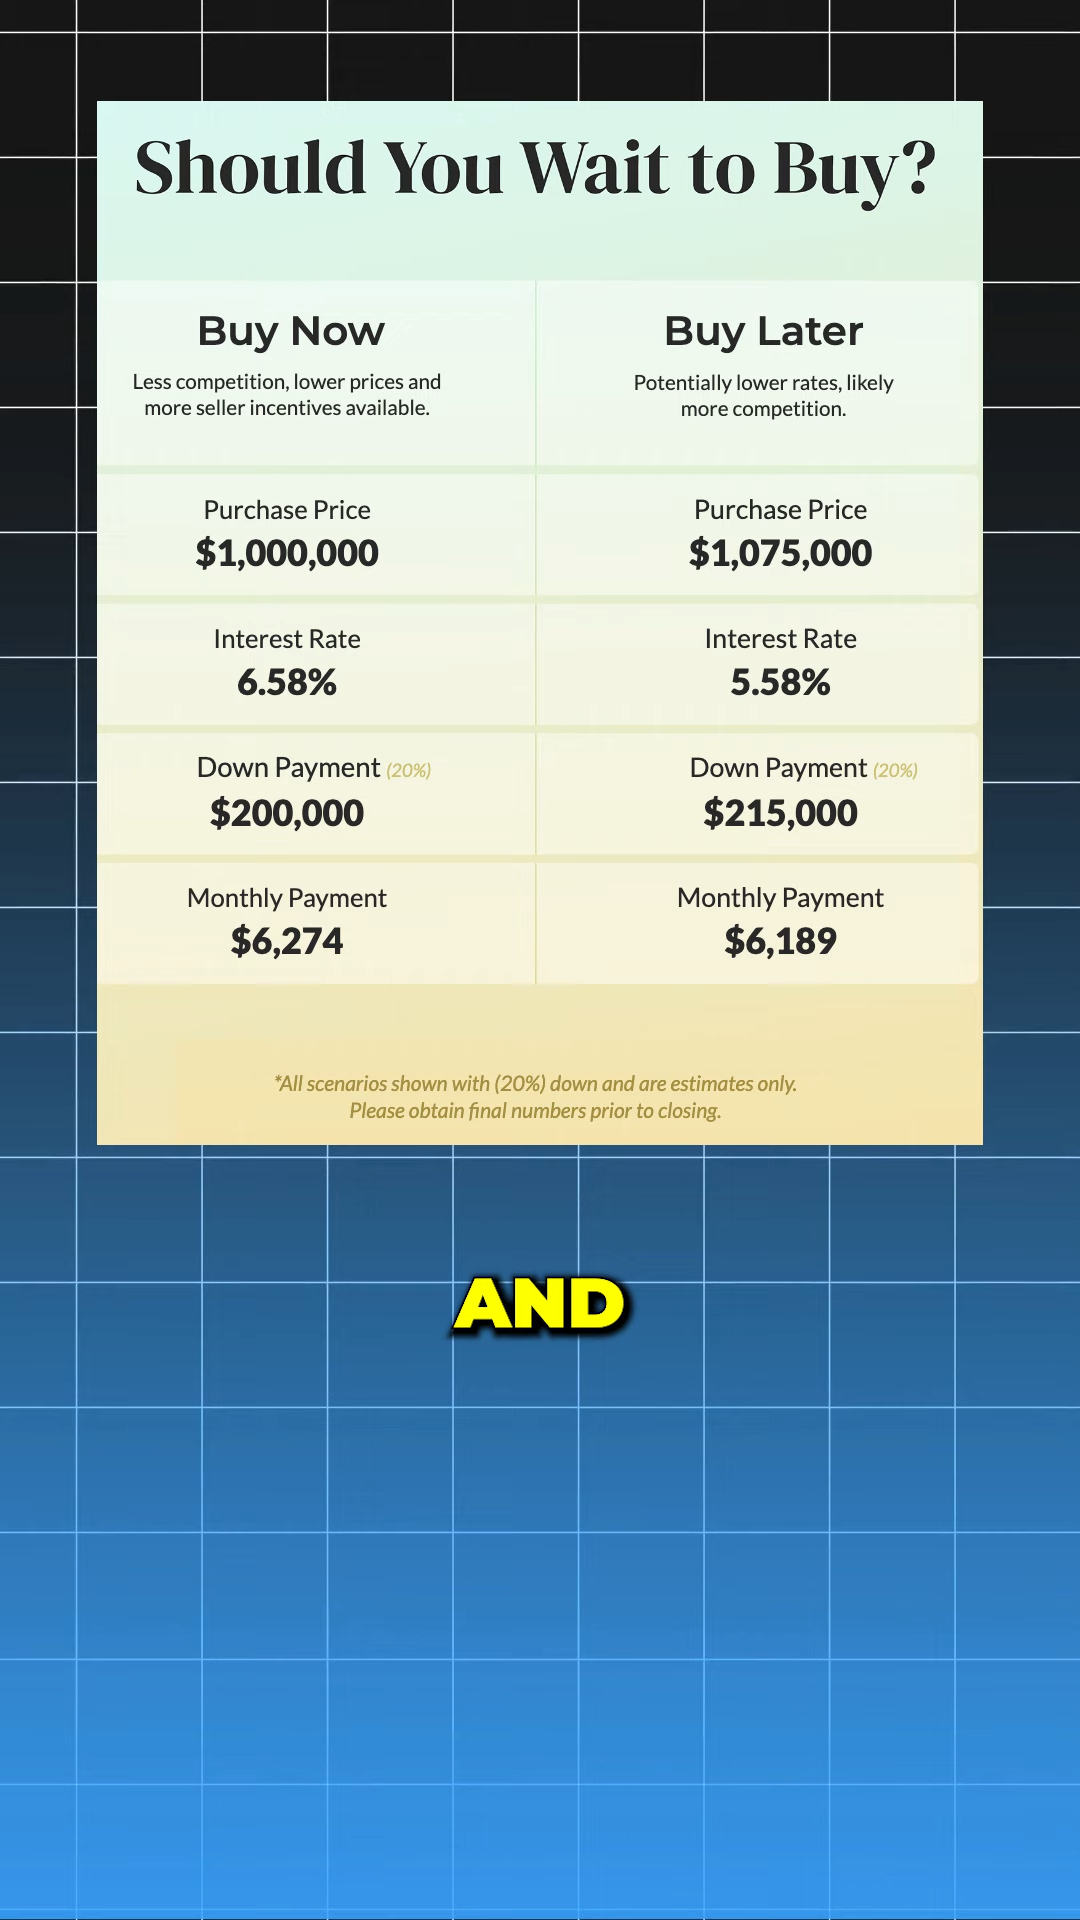 Should You Wait to Buy?
Buy Now
Less competition, lower prices and
more seller incentives available.
Buy Later
Potentially lower rates, likely
more competition.
Purchase Price
$1,000,000
Purchase Price
$1,075,000
Interest Rate
6.58%
Interest Rate
5.58%
Down Payment (20%)
$200,000
Down Payment (20%)
$215,000
Monthly Payment
$6,274
Monthly Payment
$6,189
*All scenarios shown with (20%) down and are estimates only.
Please obtain final numbers prior to closing.
AND